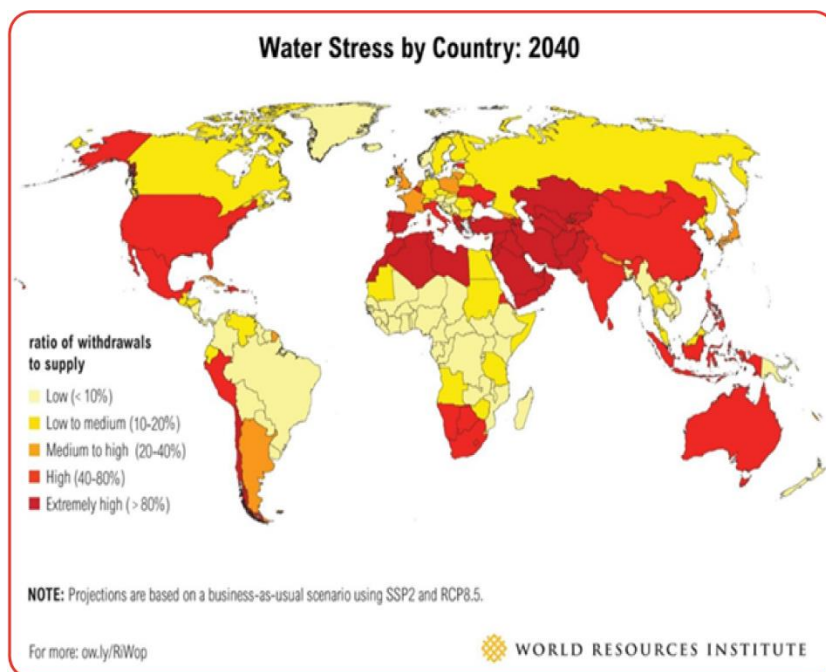 Water Stress by Country: 2040
ratio of withdrawals
to supply
Low (< 10%)
Low to medium (10-20%)
Medium to high (20-40%)
High (40-80%)
Extremely high (> 80%)
NOTE: Projections are based on a business-as-usual scenario using SSP2 and RCP8.5.
For more: ow.ly/RiWop
WORLD RESOURCES INSTITUTE